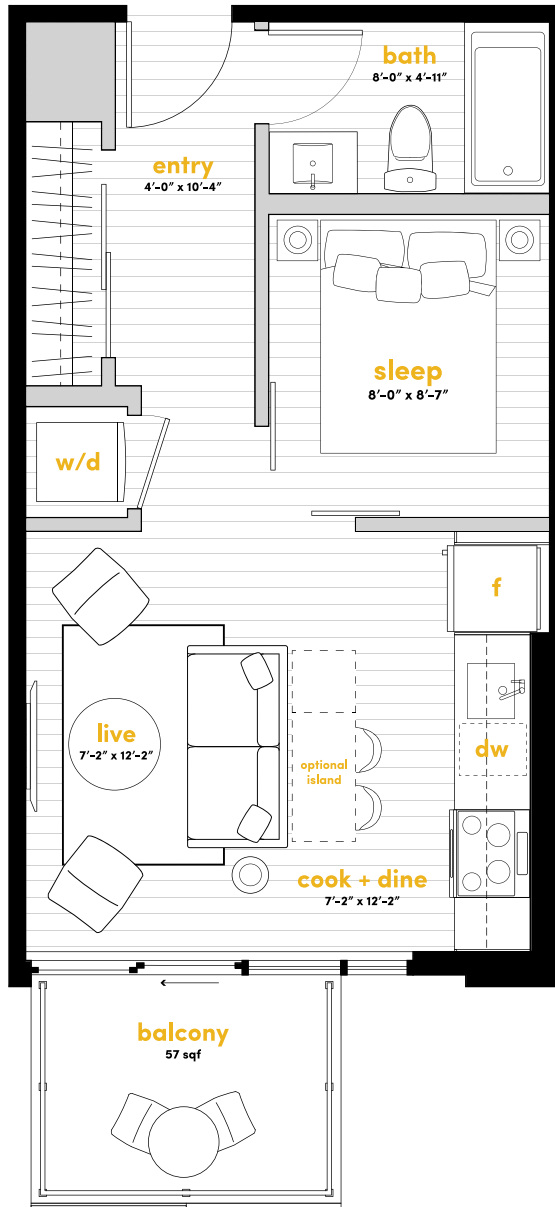 bath
8'-0" x 4'-11"
entry
4'-0" x 10'-4"
sleep
8'-0" x 8'-7"
w/d
f
live
7'-2" x 12'-2"
optional
island
dw
cook + dine
7'-2" x 12'-2"
balcony
57 sqf